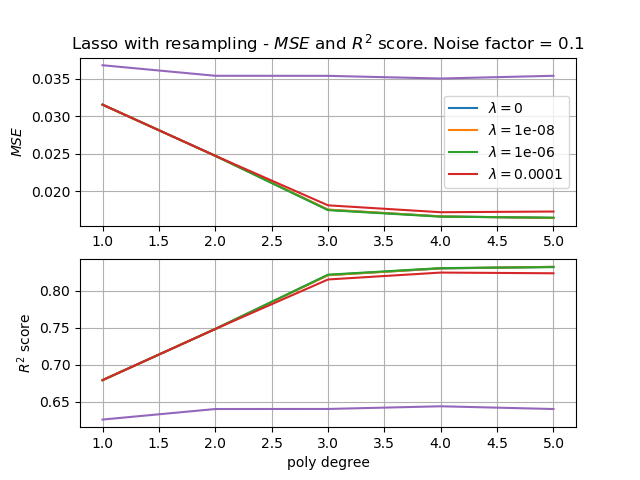 Lasso with resampling - MSE and R² score. Noise factor = 0.1
MSE
0.035
0.030
0.025
0.020
λ = 0
λ = 1e-08
λ = 1e-06
λ = 0.0001
1.0 1.5 2.0 2.5 3.0 3.5 4.0 4.5 5.0
R² score
0.80
0.75
0.70
0.65
1.0 1.5 2.0 2.5 3.0 3.5 4.0 4.5 5.0
poly degree